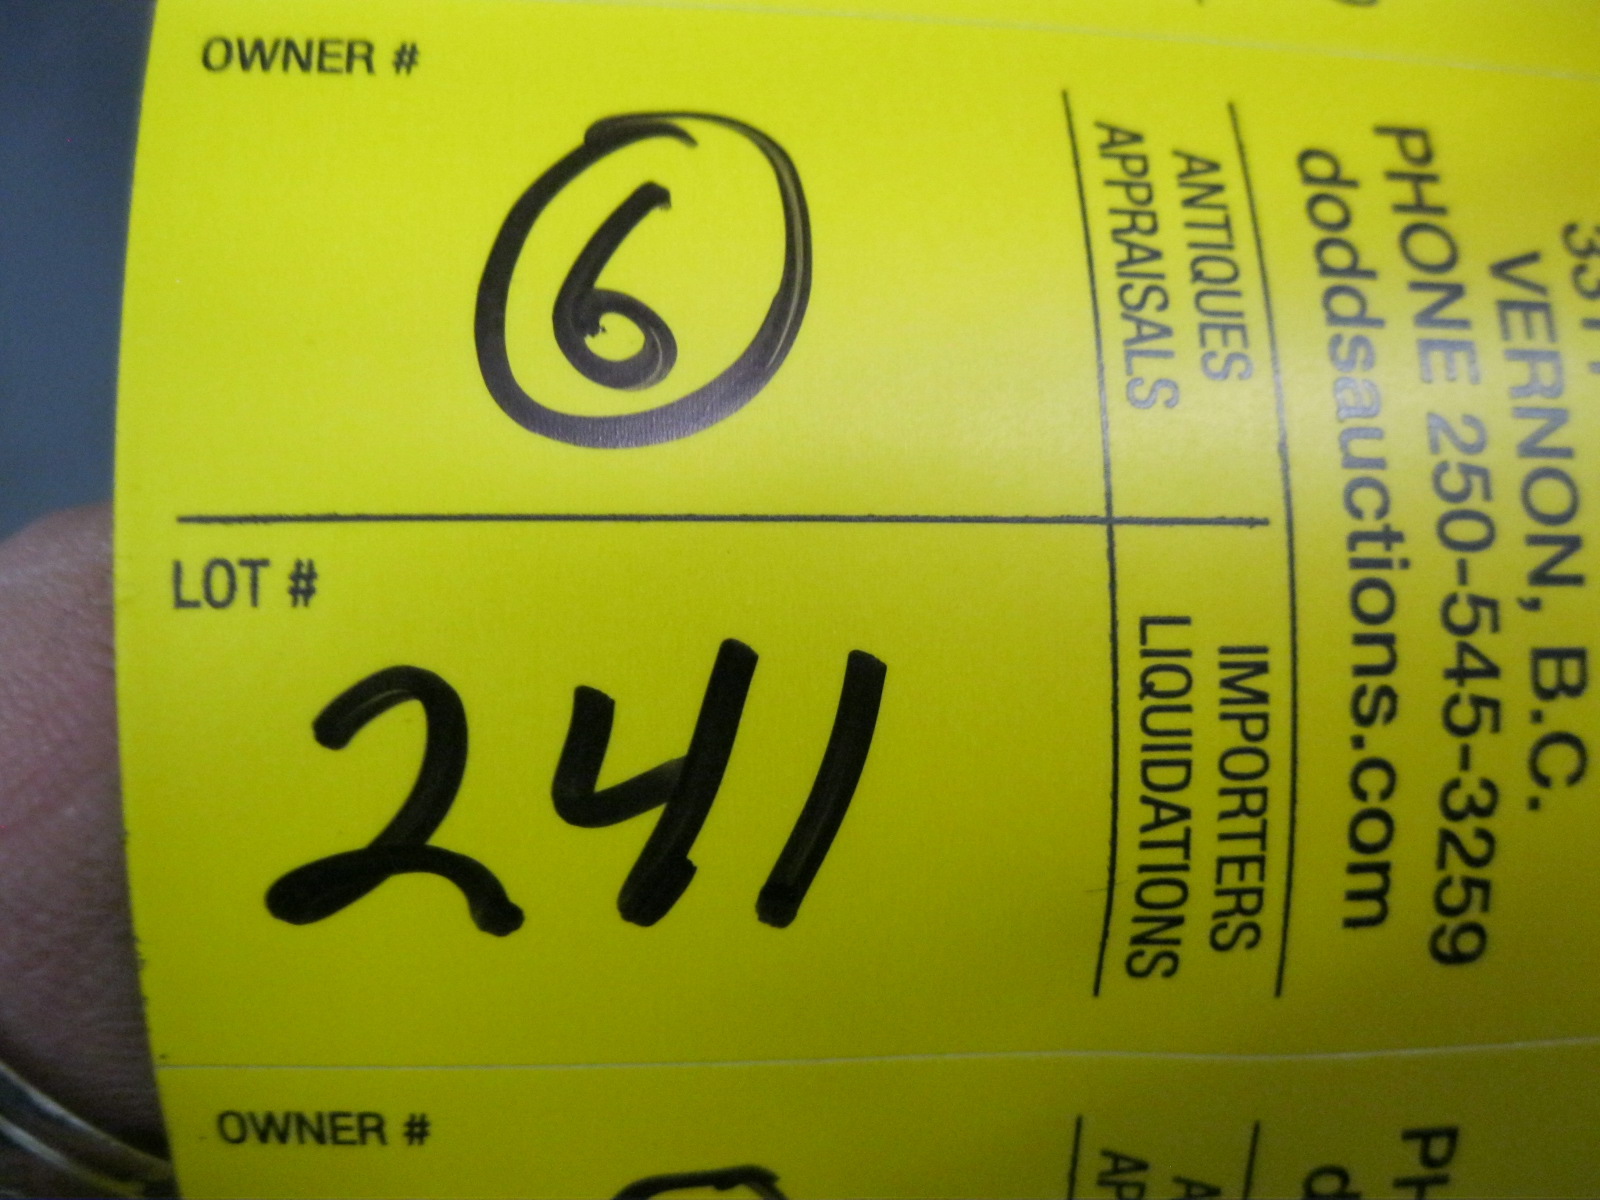 OWNER #
6
LOT #
241
VERNON, B.C.
PHONE 250-545-3259
doddsauctions.com
ANTIQUES IMPORTERS
APPRAISALS LIQUIDATIONS
OWNER #